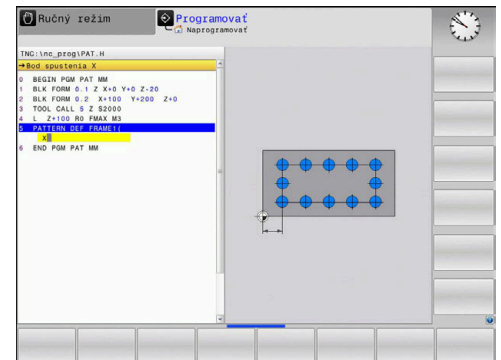 Ručný režim
Programovať
Naprogramovať
TNC:\nc_prog\PAT.H
→Bod spustenia X
0 BEGIN PGM PAT MM
1 BLK FORM 0.1 Z X+0 Y+0 Z-20
2 BLK FORM 0.2 X+100 Y+200 Z+0
3 TOOL CALL 5 Z S2000
4 L Z+100 R0 FMAX M3
5 PATTERN DEF FRAME1(
X
6 END PGM PAT MM